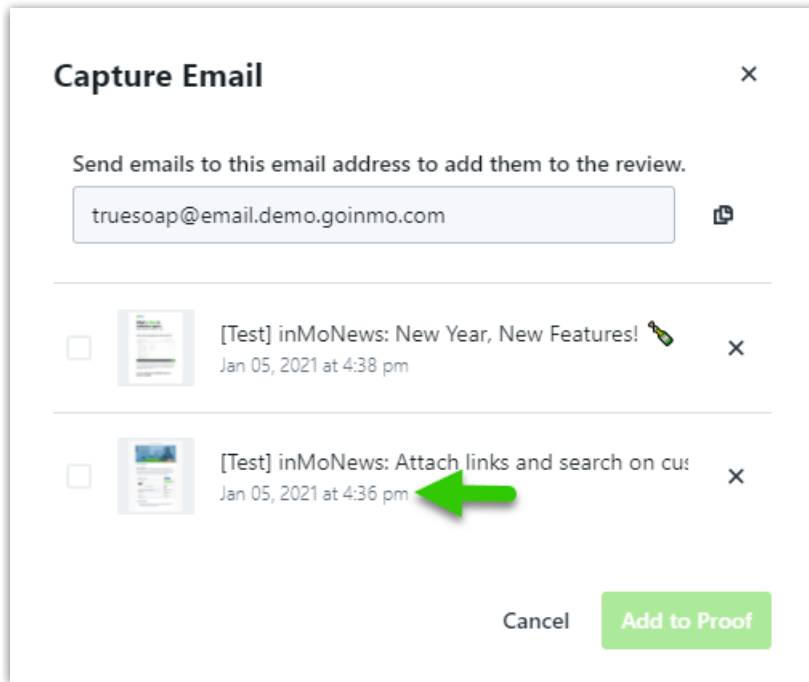 Capture Email
Send emails to this email address to add them to the review.
truesoap@email.demo.goinmo.com
[Test] inMoNews: New Year, New Features! 🍾
Jan 05, 2021 at 4:38 pm
[Test] inMoNews: Attach links and search on cus
Jan 05, 2021 at 4:36 pm
Cancel
Add to Proof